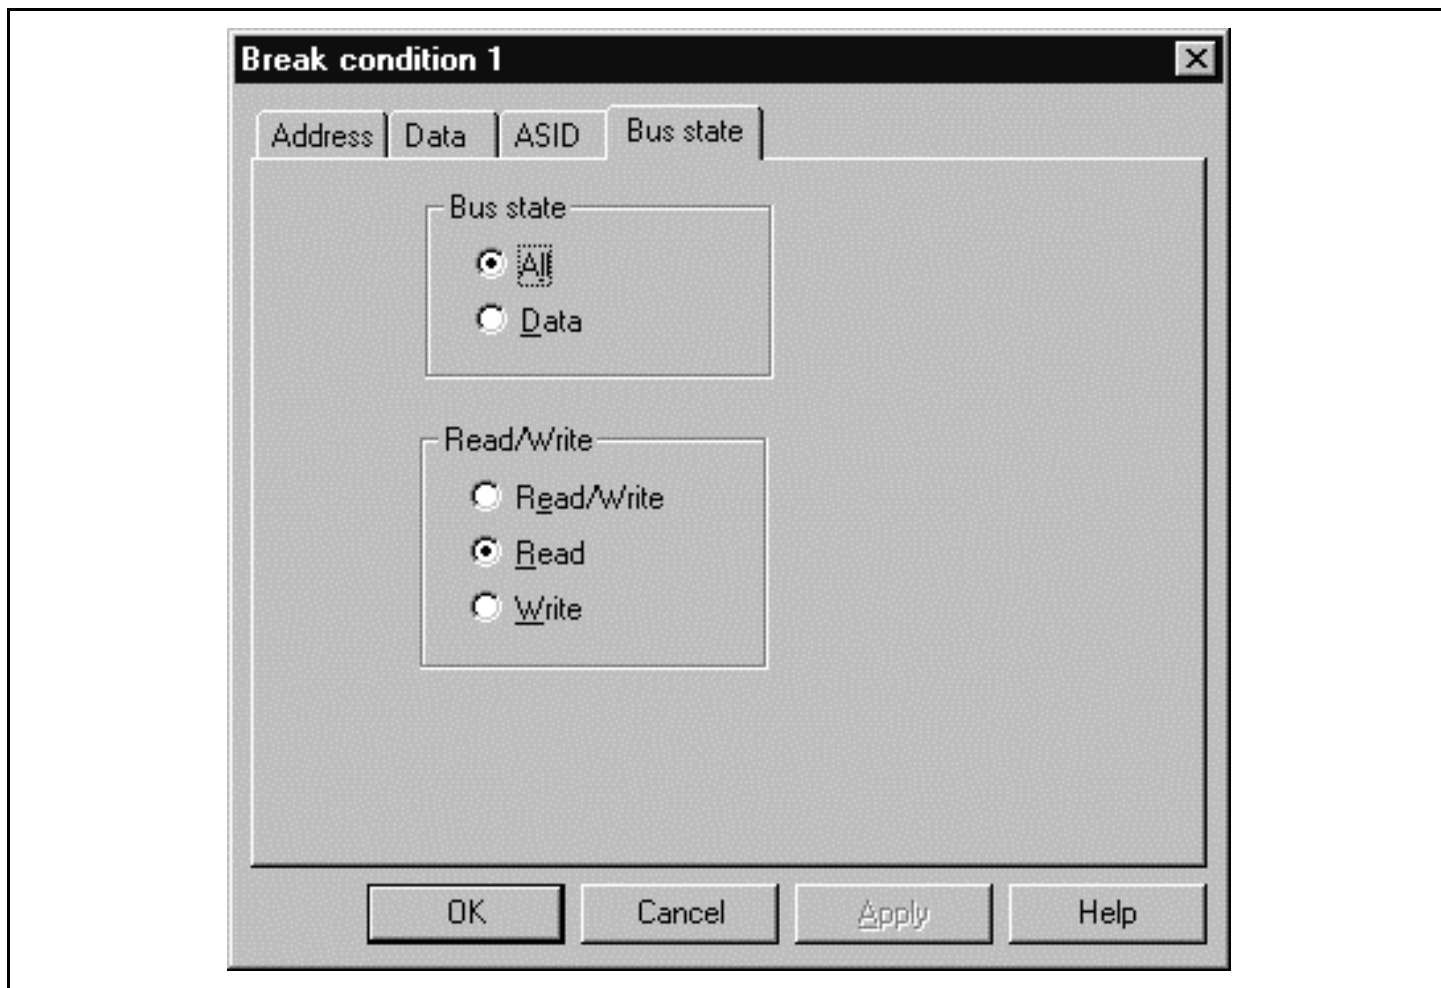 Break condition 1
Address Data ASID Bus state
Bus state
All
Data
Read/Write
Read/Write
Read
Write
OK Cancel Apply Help